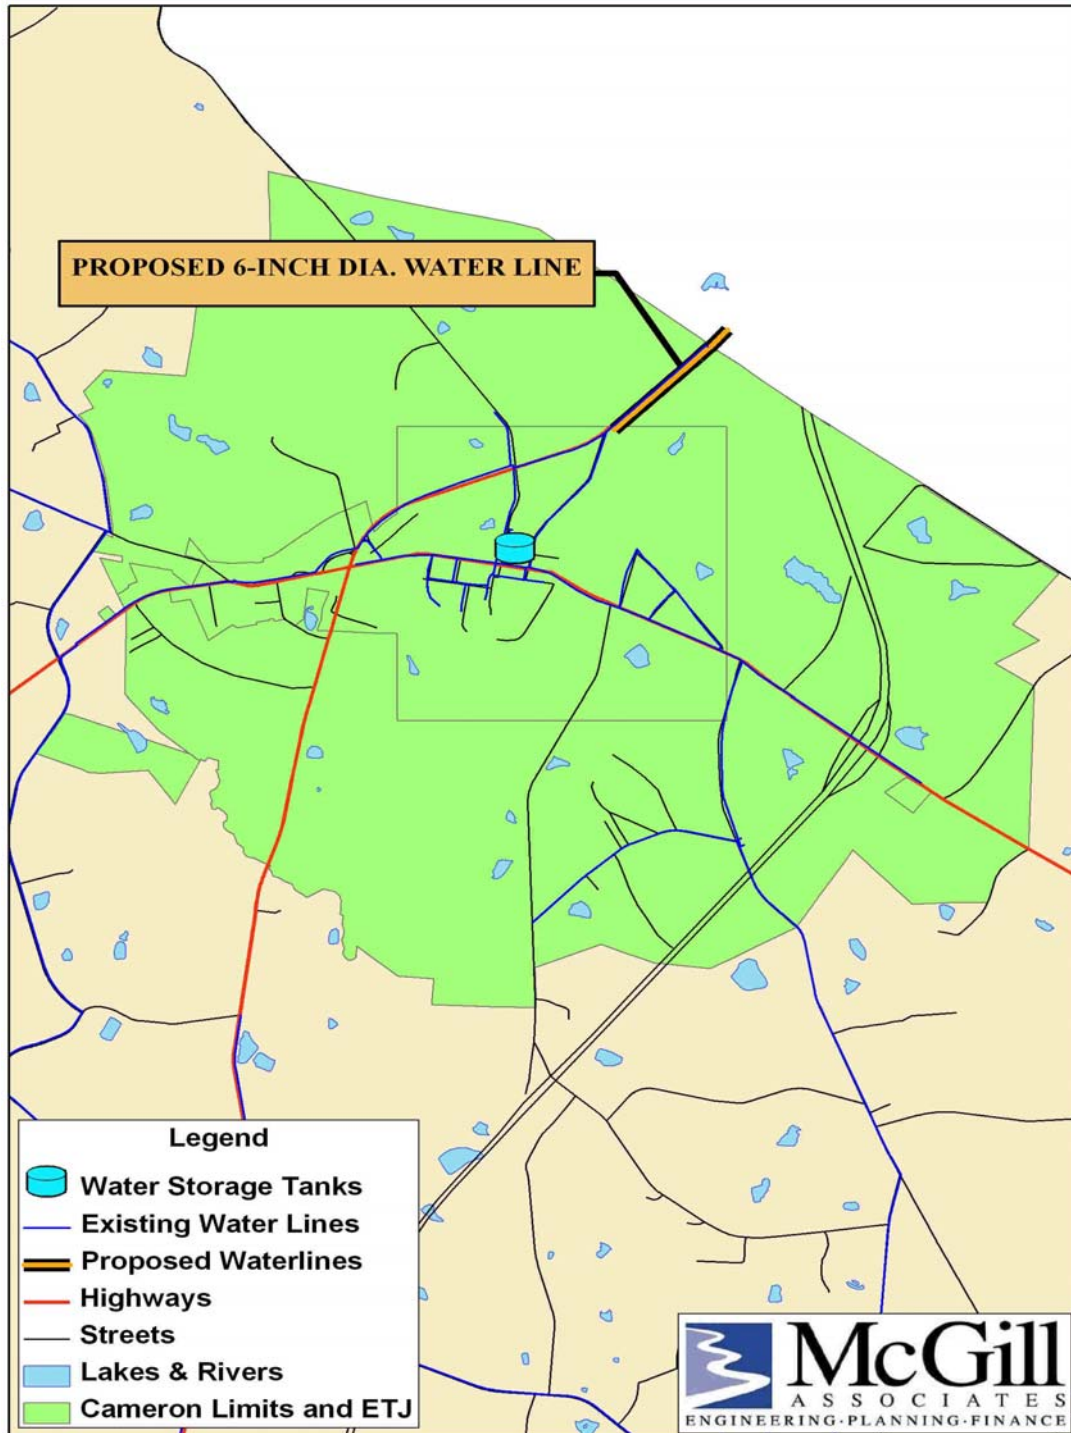 PROPOSED 6-INCH DIA. WATER LINE
Legend
Water Storage Tanks
Existing Water Lines
Proposed Waterlines
Highways
Streets
Lakes & Rivers
Cameron Limits and ETJ
McGill
ASSOCIATES
ENGINEERING·PLANNING·FINANCE